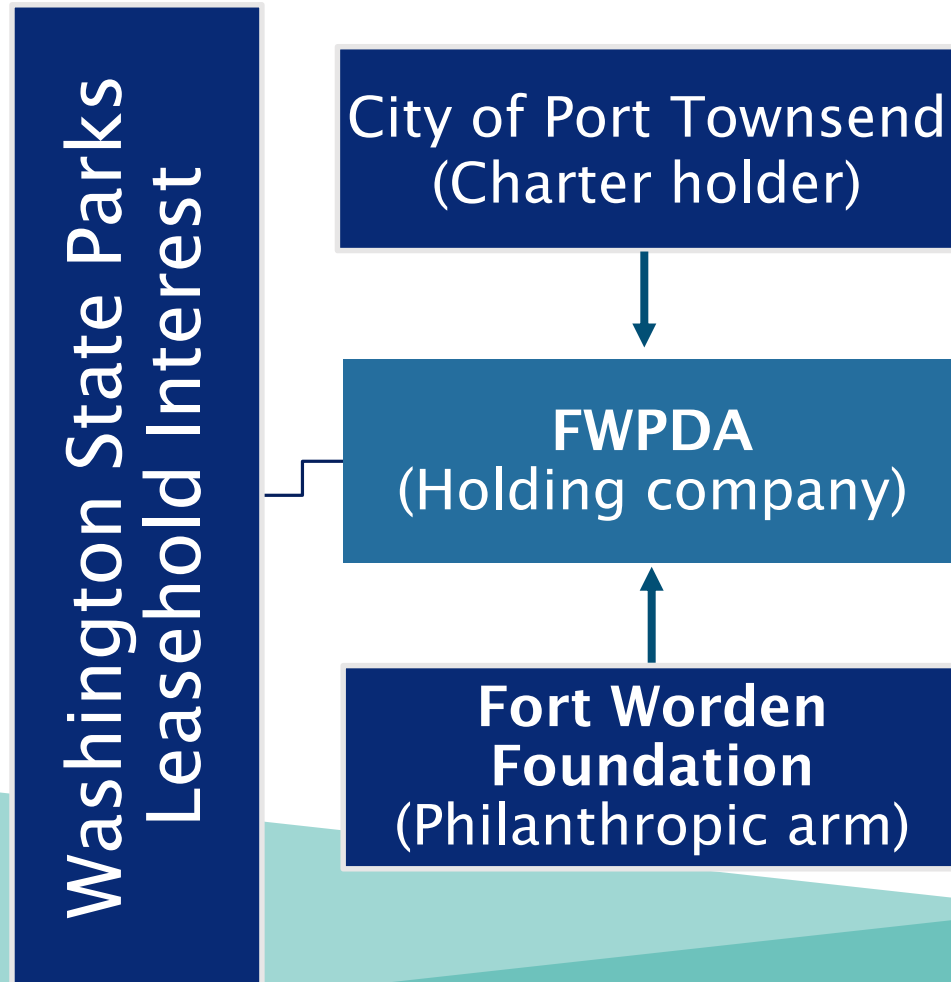 Washington State Parks
Leasehold Interest
City of Port Townsend
(Charter holder)
FWPDA
(Holding company)
Fort Worden
Foundation
(Philanthropic arm)